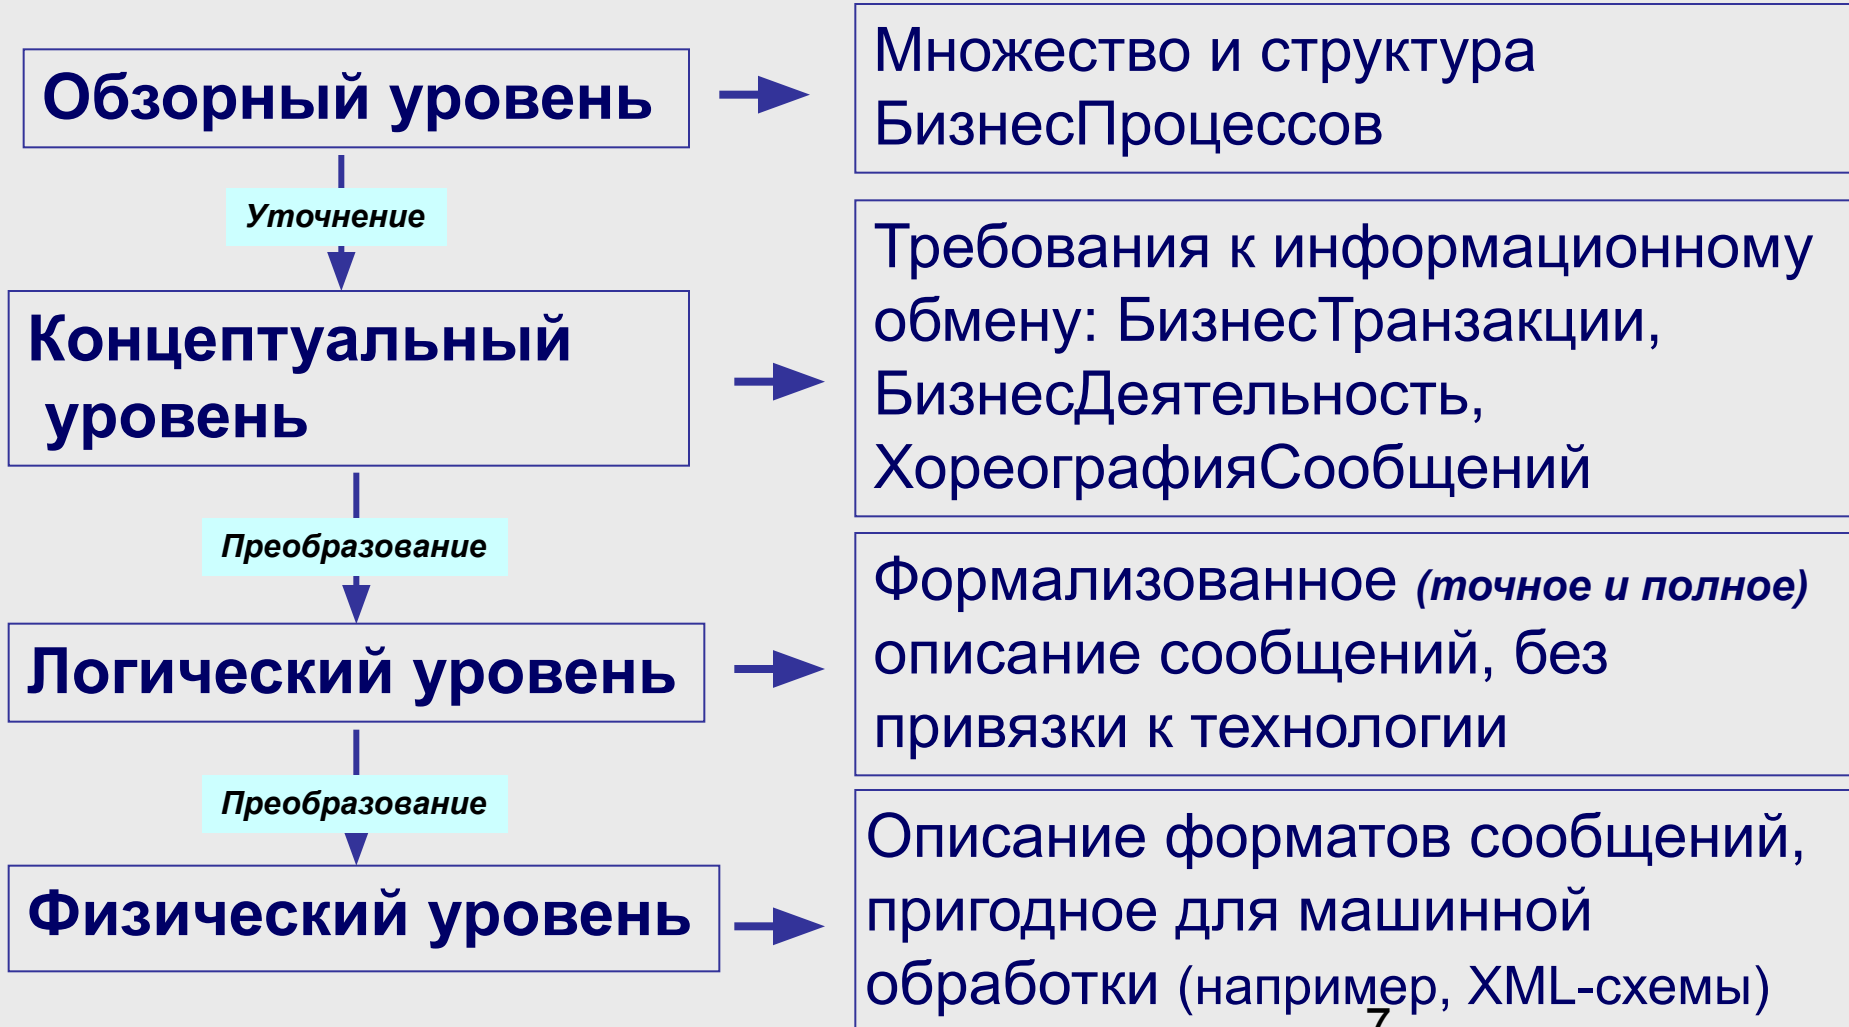 Обзорный уровень
Множество и структура
БизнесПроцессов
Уточнение
Концептуальный
уровень
Требования к информационному
обмену: БизнесТранзакции,
БизнесДеятельность,
ХореографияСообщений
Преобразование
Логический уровень
Формализованное (точное и полное)
описание сообщений, без
привязки к технологии
Преобразование
Физический уровень
Описание форматов сообщений,
пригодное для машинной
обработки (например, XML-схемы)
7